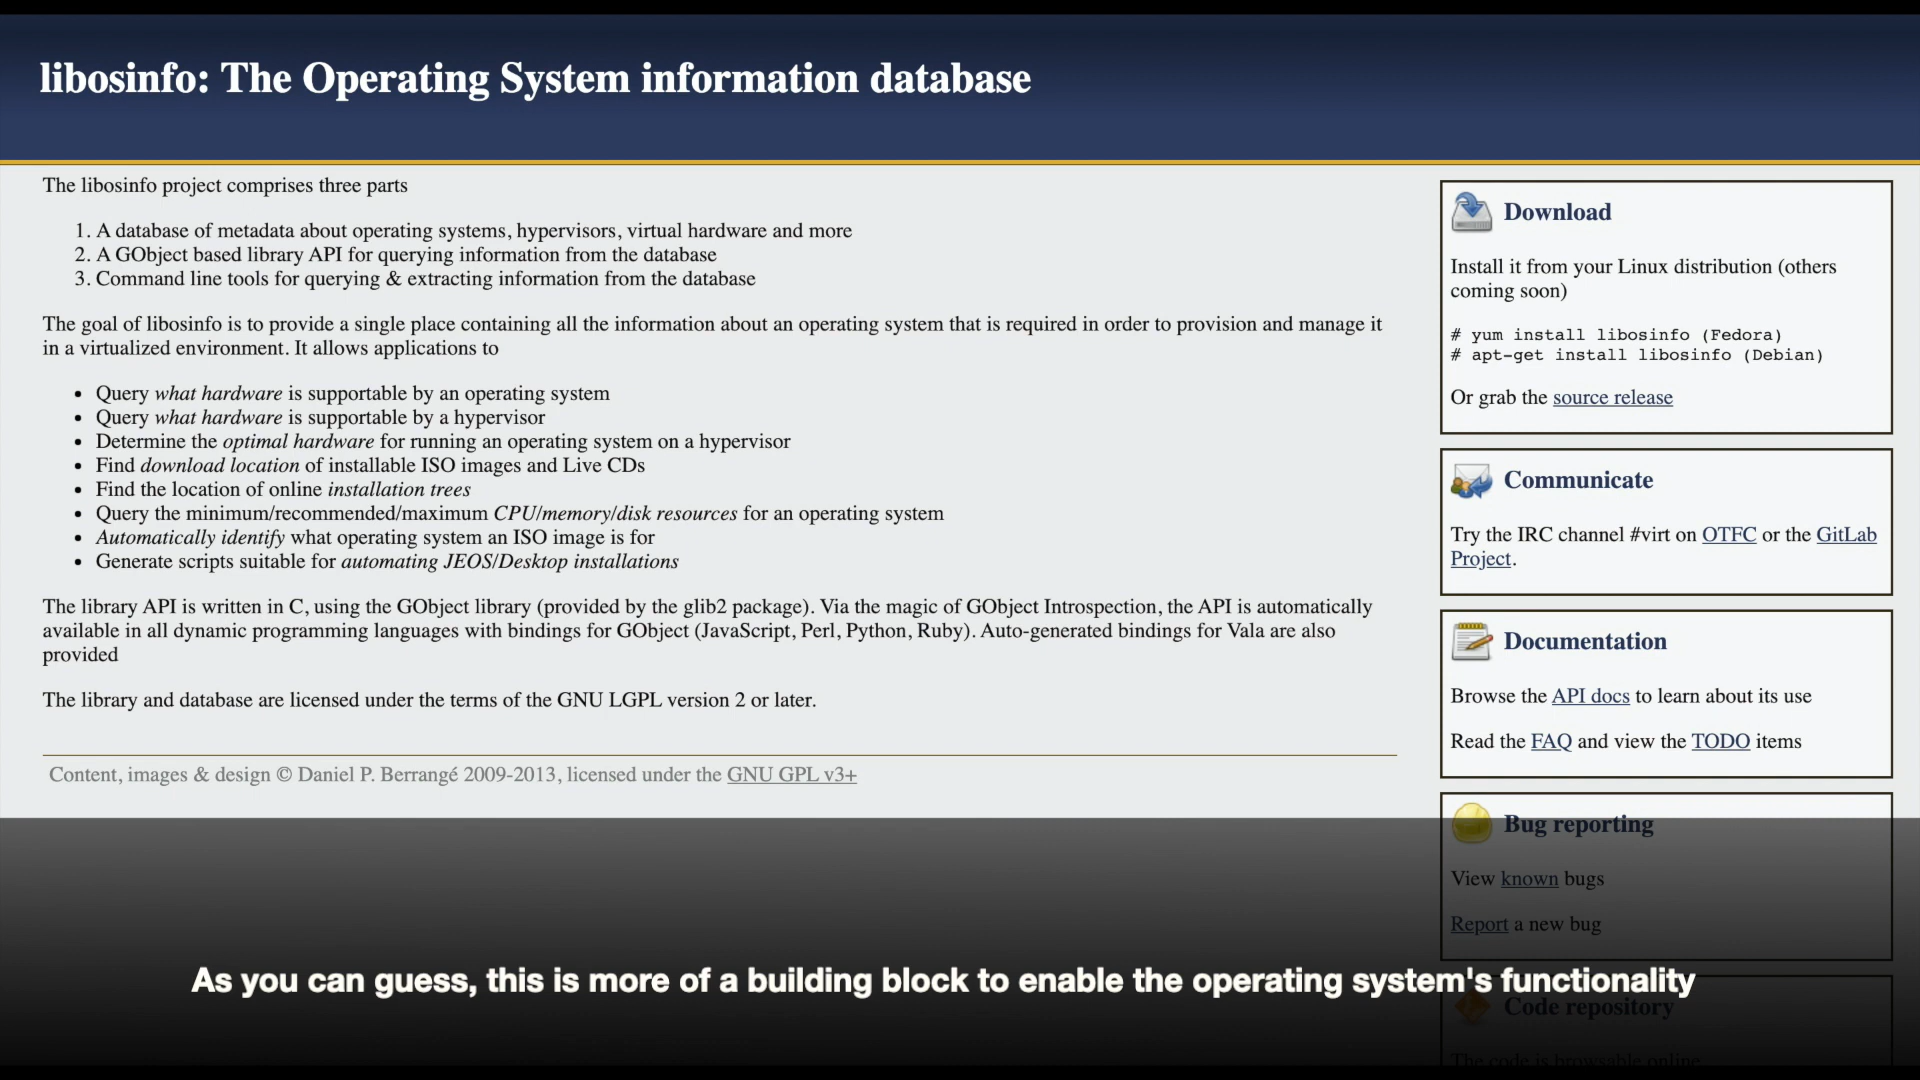 libosinfo: The Operating System information database
The libosinfo project comprises three parts
1. A database of metadata about operating systems, hypervisors, virtual hardware and more
2. A GObject based library API for querying information from the database
3. Command line tools for querying & extracting information from the database
The goal of libosinfo is to provide a single place containing all the information about an operating system that is required in order to provision and manage it
in a virtualized environment. It allows applications to
• Query what hardware is supportable by an operating system
• Query what hardware is supportable by a hypervisor
• Determine the optimal hardware for running an operating system on a hypervisor
• Find download location of installable ISO images and Live CDs
• Find the location of online installation trees
• Query the minimum/recommended/maximum CPU/memory/disk resources for an operating system
• Automatically identify what operating system an ISO image is for
• Generate scripts suitable for automating JEOS/Desktop installations
The library API is written in C, using the GObject library (provided by the glib2 package). Via the magic of GObject Introspection, the API is automatically
available in all dynamic programming languages with bindings for GObject (JavaScript, Perl, Python, Ruby). Auto-generated bindings for Vala are also
provided
The library and database are licensed under the terms of the GNU LGPL version 2 or later.
Content, images & design © Daniel P. Berrangé 2009-2013, licensed under the GNU GPL v3+
Download
Install it from your Linux distribution (others
coming soon)
# yum install libosinfo (Fedora)
# apt-get install libosinfo (Debian)
Or grab the source release
Communicate
Try the IRC channel #virt on OTFC or the GitLab
Project.
Documentation
Browse the API docs to learn about its use
Read the FAQ and view the TODO items
Bug reporting
View known bugs
Report a new bug
Code repository
The code is browsable online
As you can guess, this is more of a building block to enable the operating system's functionality